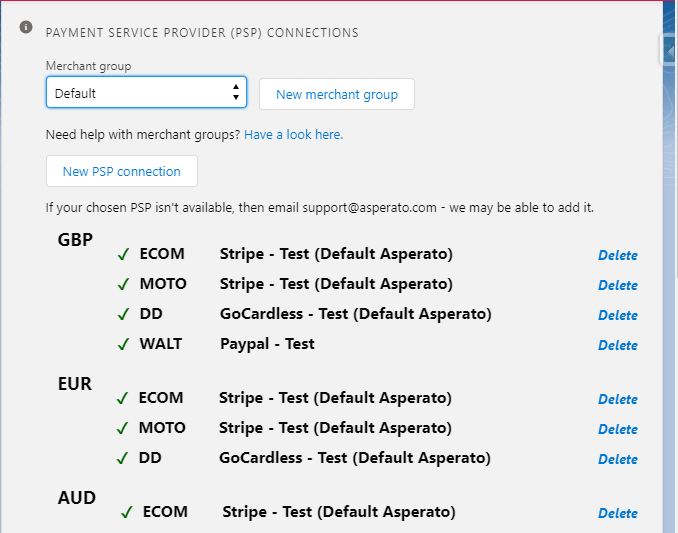 PAYMENT SERVICE PROVIDER (PSP) CONNECTIONS
Merchant group
Default New merchant group
Need help with merchant groups? Have a look here.
New PSP connection
If your chosen PSP isn't available, then email support@asperato.com - we may be able to add it.
GBP
✓ ECOM Stripe - Test (Default Asperato) Delete
✓ MOTO Stripe - Test (Default Asperato) Delete
✓ DD GoCardless - Test (Default Asperato) Delete
✓ WALT Paypal - Test Delete
EUR
✓ ECOM Stripe - Test (Default Asperato) Delete
✓ MOTO Stripe - Test (Default Asperato) Delete
✓ DD GoCardless - Test (Default Asperato) Delete
AUD
✓ ECOM Stripe - Test (Default Asperato) Delete